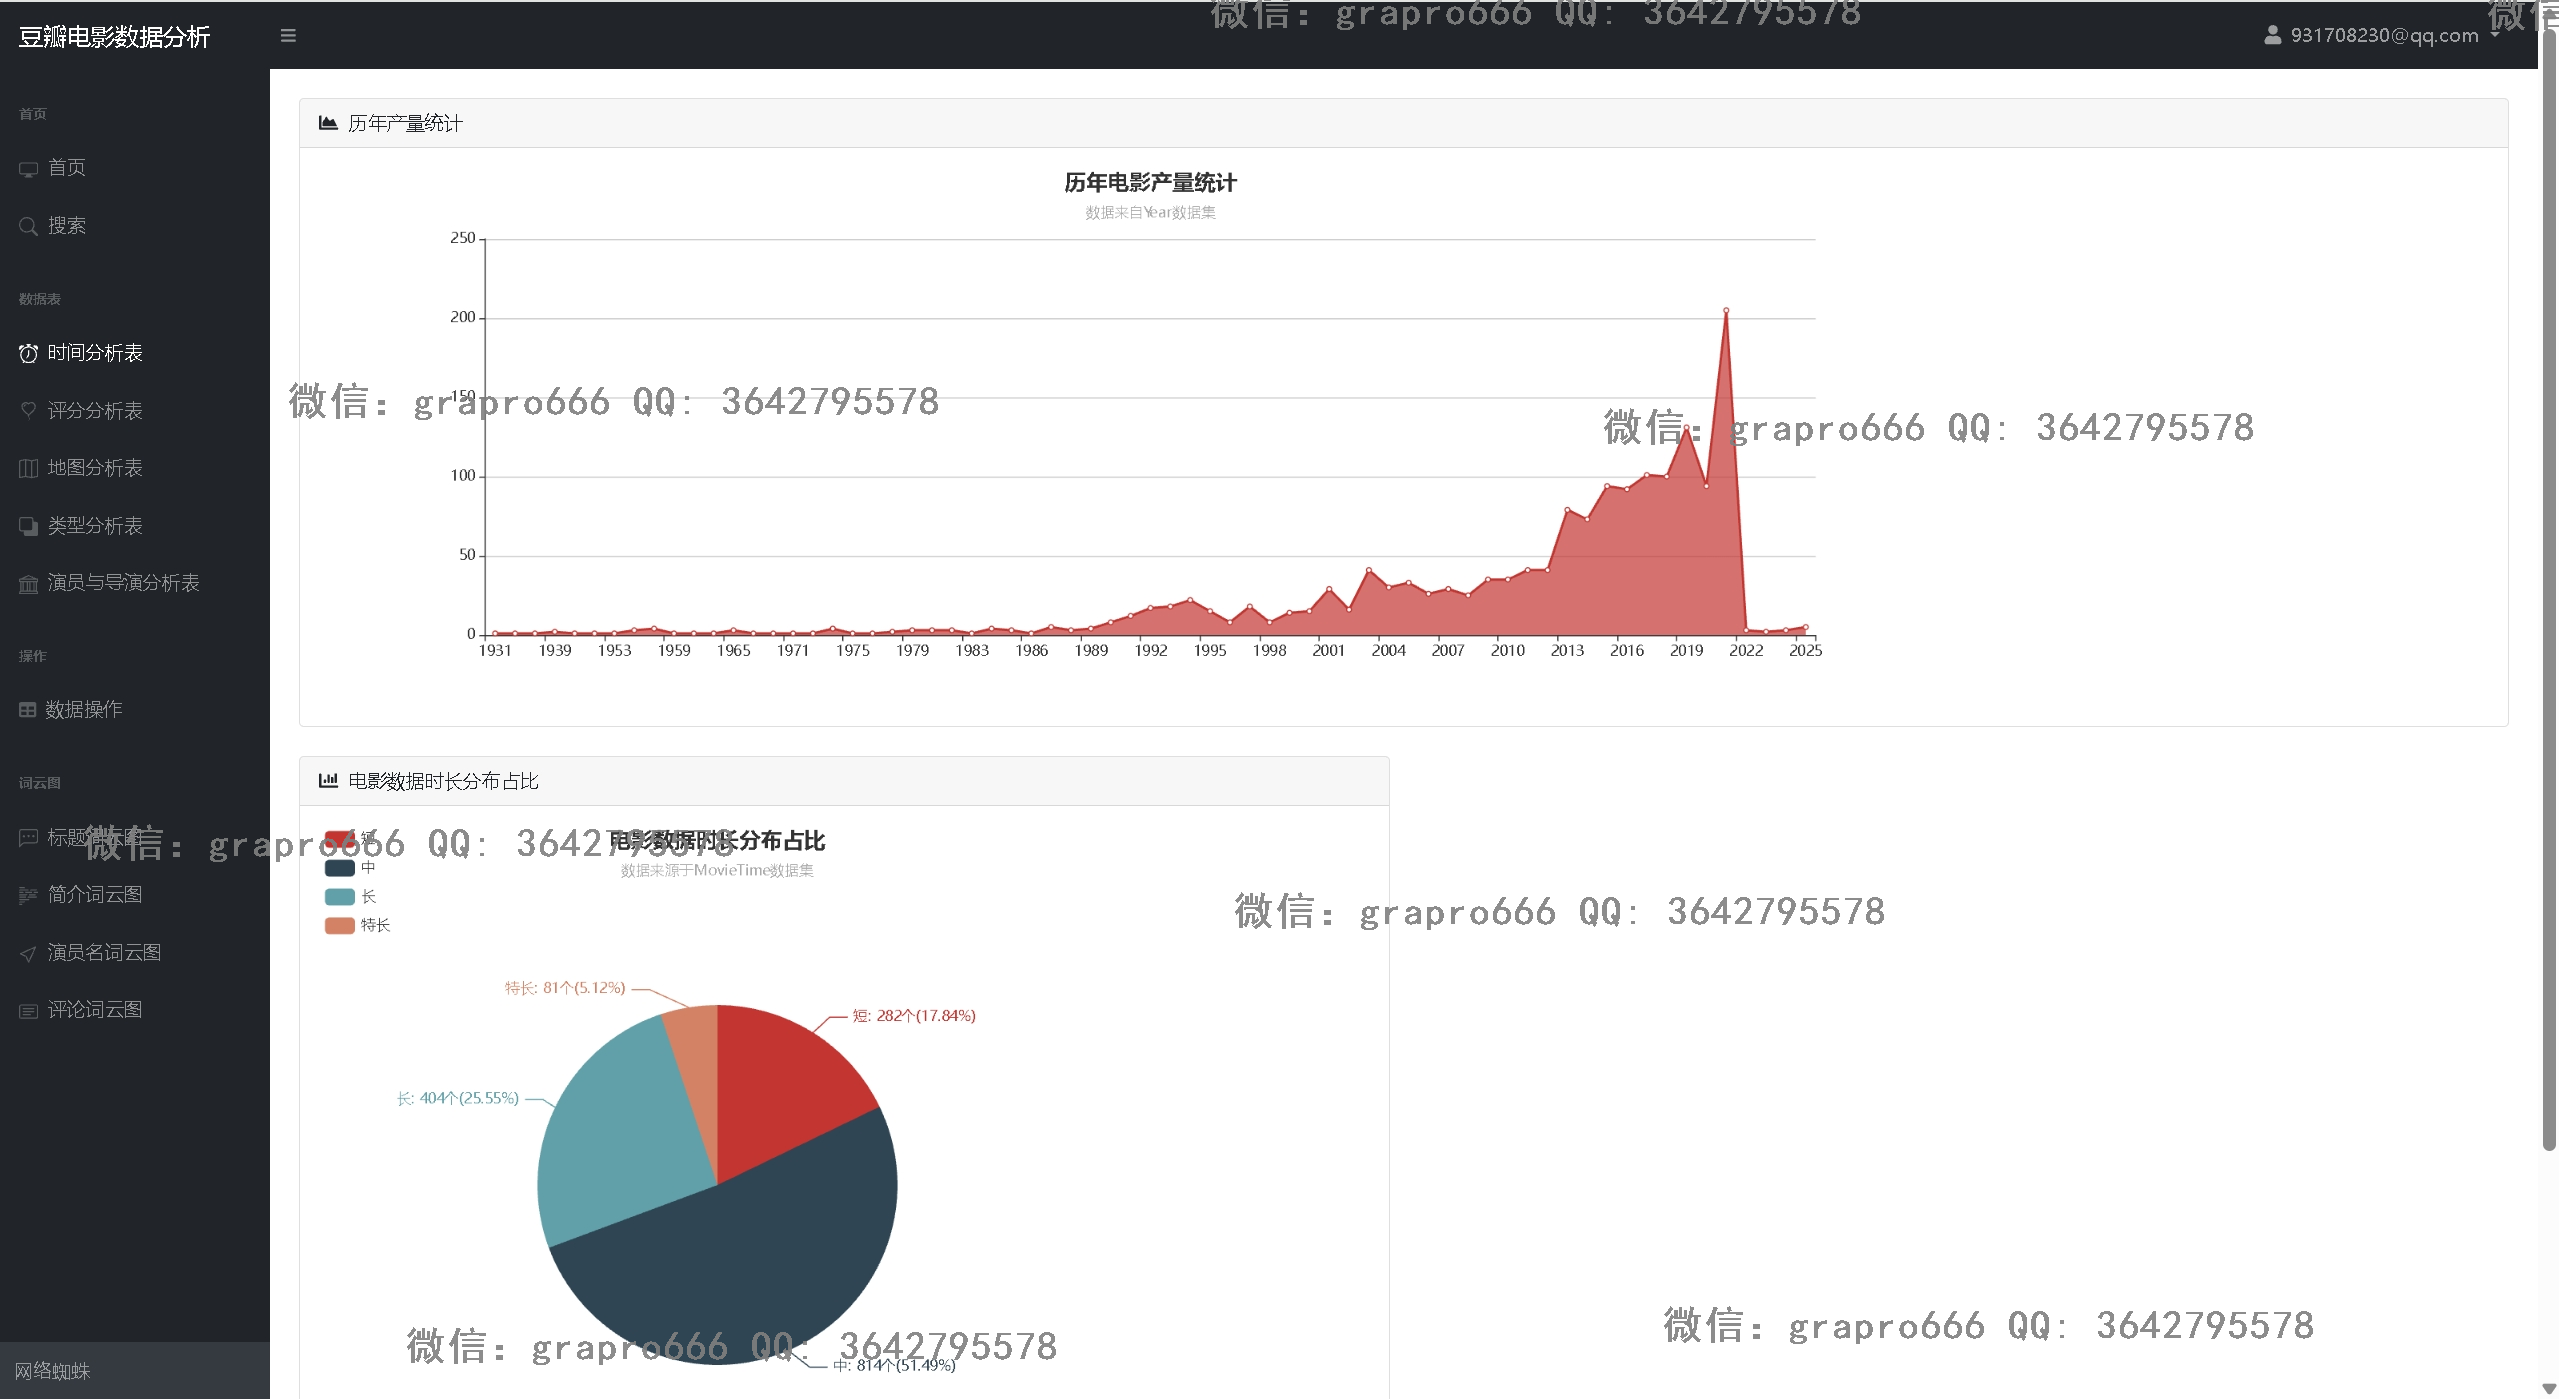 豆瓣电影数据分析
微信: grapro666 QQ: 3642795578
微信
931708230@qq.com
首页
首页
搜索
数据表
时间分析表
评分分析表
地图分析表
类型分析表
演员与导演分析表
操作
数据操作
词云图
标题词云图
简介词云图
演员名词云图
评论词云图
网络蜘蛛
历年产量统计
历年电影产量统计
数据来自Year数据集
250
200
150
100
50
0
1931 1939 1953 1959 1965 1971 1975 1979 1983 1986 1989 1992 1995 1998 2001 2004 2007 2010 2013 2016 2019 2022 2025
微信: grapro666 QQ: 3642795578
微信: grapro666 QQ: 3642795578
电影数据时长分布占比
电影数据时长分布占比
数据来源于MovieTime数据集
短
中
长
特长
微信: grapro666 QQ: 3642795578
微信: grapro666 QQ: 3642795578
特长: 81个(5.12%)
短: 282个(17.84%)
长: 404个(25.55%)
中: 814个(51.49%)
微信: grapro666 QQ: 3642795578
微信: grapro666 QQ: 3642795578